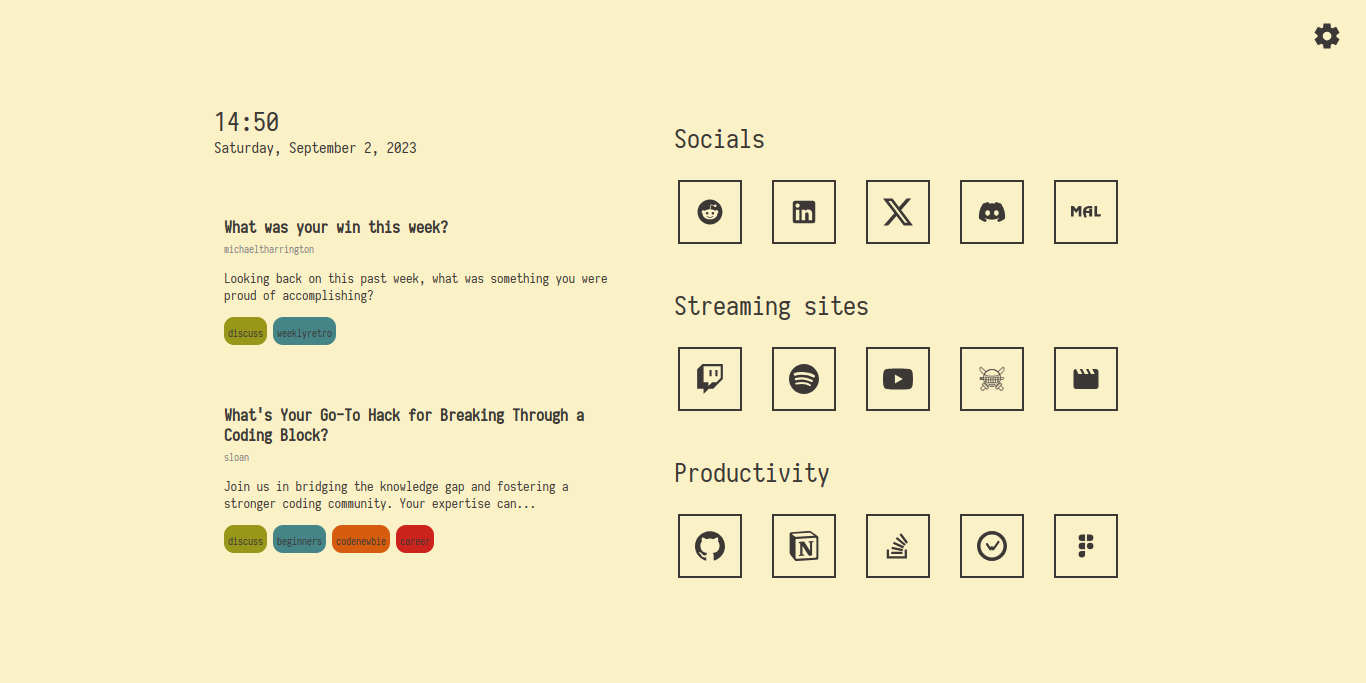 14:50
Saturday, September 2, 2023
What was your win this week?
michaeltharrington
Looking back on this past week, what was something you were
proud of accomplishing?
discuss weeklyretro
What's Your Go-To Hack for Breaking Through a
Coding Block?
sloan
Join us in bridging the knowledge gap and fostering a
stronger coding community. Your expertise can...
discuss beginners codenewbie career
Socials
in X MAL
Streaming sites
Productivity
N